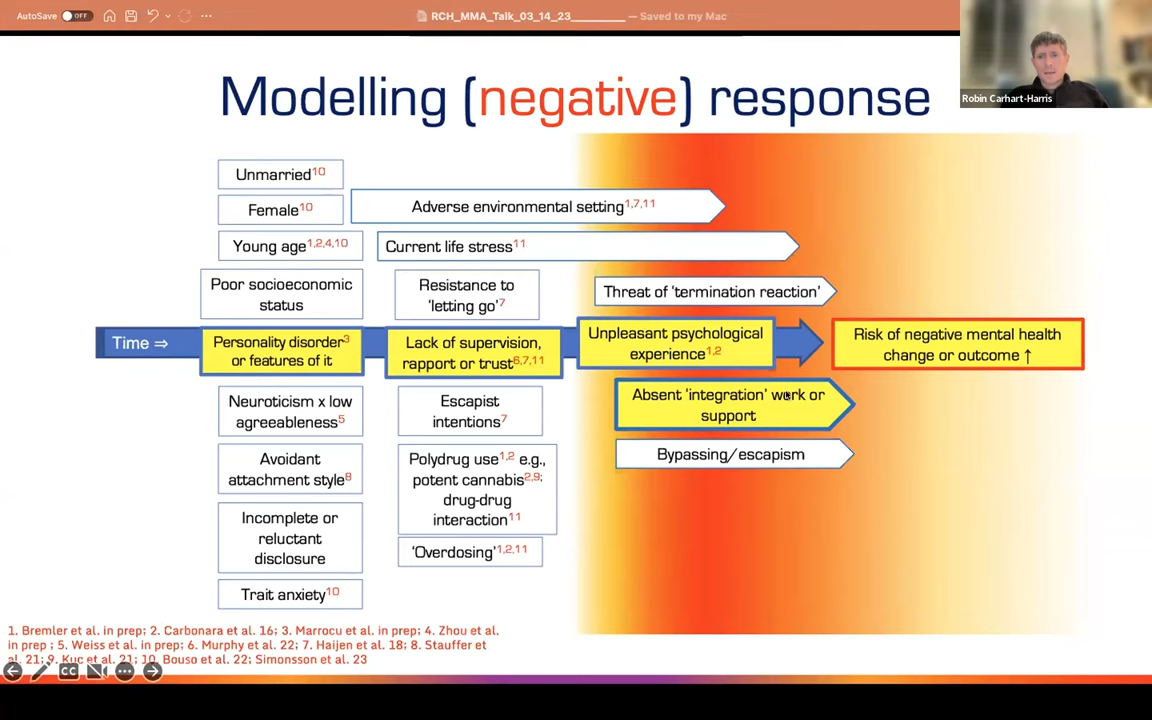 AutoSave OFF
RCH_MMA_Talk_03_14_23________ — Saved to my Mac
Robin Carhart-Harris
Modelling (negative) response
Unmarried10
Female10
Young age1,2,4,10
Poor socioeconomic
status
Adverse environmental setting1,7,11
Current life stress11
Resistance to
'letting go'7
Threat of 'termination reaction'
Time ⇒
Personality disorder3
or features of it
Lack of supervision,
rapport or trust6,7,11
Unpleasant psychological
experience1,2
Risk of negative mental health
change or outcome ↑
Neuroticism x low
agreeableness5
Avoidant
attachment style8
Incomplete or
reluctant
disclosure
Trait anxiety10
Escapist
intentions7
Polydrug use1,2 e.g.,
potent cannabis2,9;
drug-drug
interaction11
'Overdosing'1,2,11
Absent 'integration' work or
support
Bypassing/escapism
1. Bremler et al. in prep; 2. Carbonara et al. 16; 3. Marrocu et al. in prep; 4. Zhou et al.
in prep ; 5. Weiss et al. in prep; 6. Murphy et al. 22; 7. Haijen et al. 18; 8. Stauffer
et al. 21; 9. Kuc et al. 21; 10. Bouso et al. 22; Simonsson et al. 23
CC